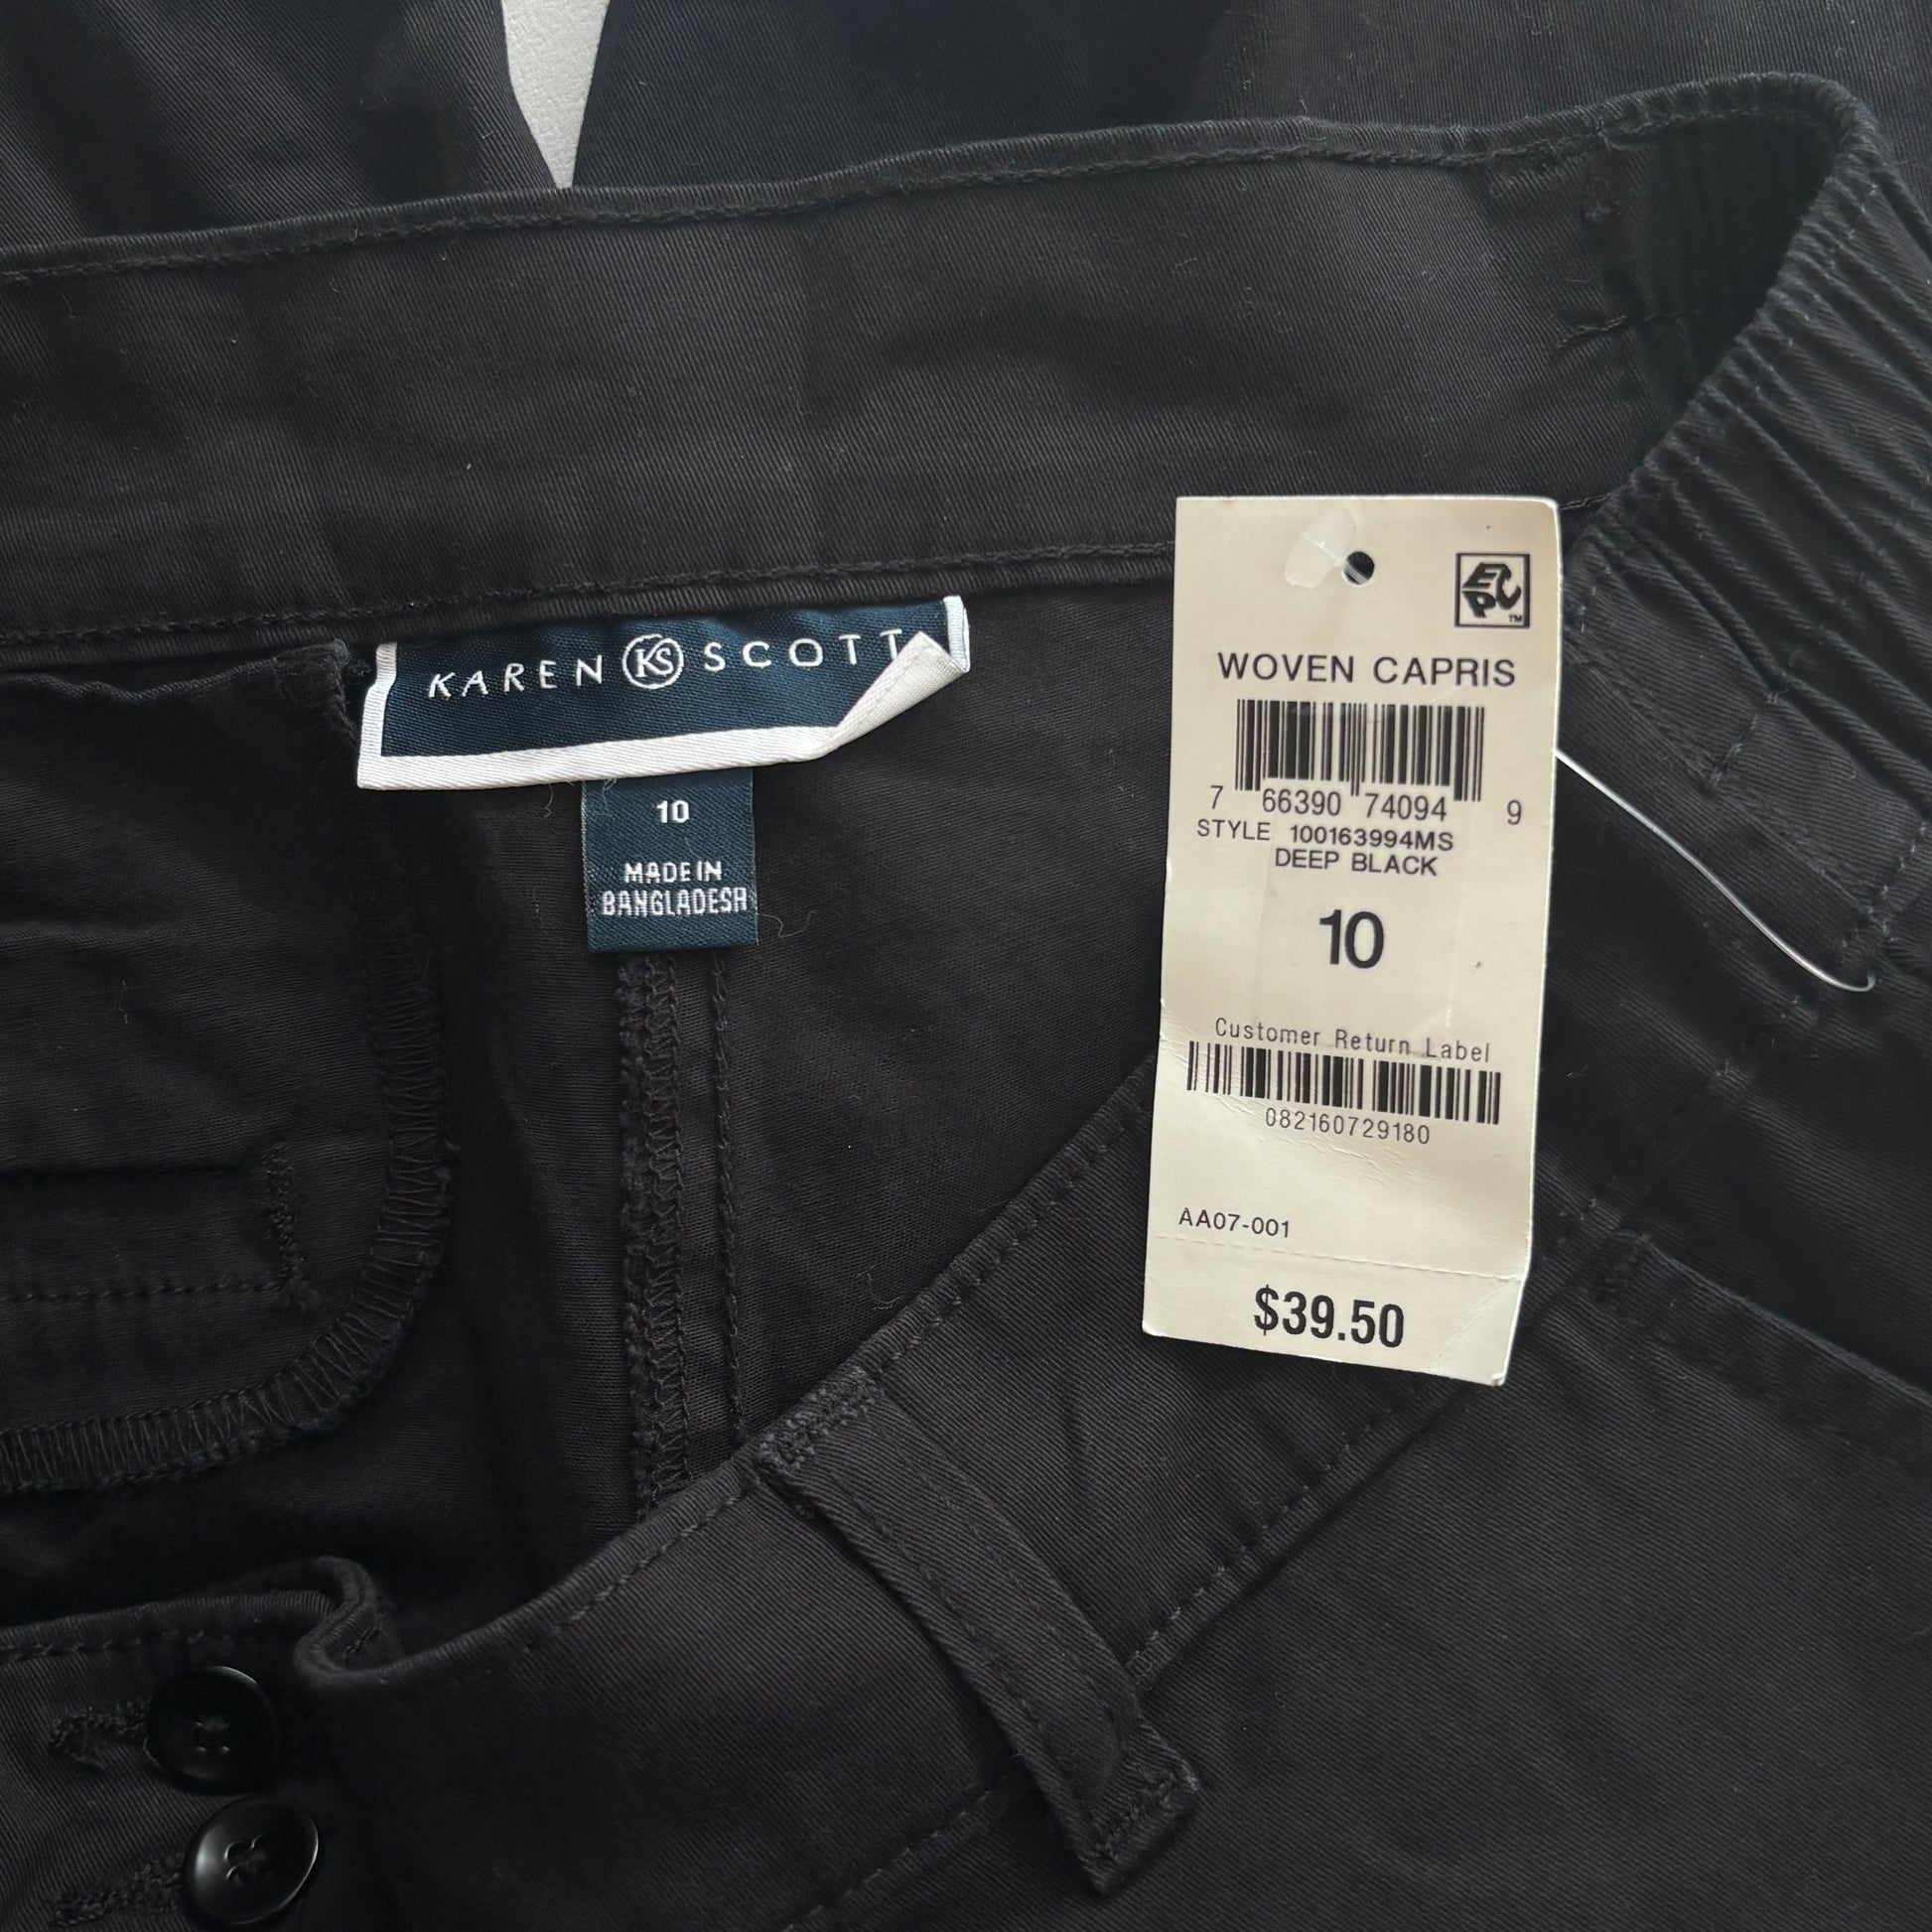 KAREN KS SCOTT
10
MADE IN
BANGLADESH
EPC™
WOVEN CAPRIS
7 66390 74094 9
STYLE 100163994MS
DEEP BLACK
10
Customer Return Label
082160729180
AA07-001
$39.50